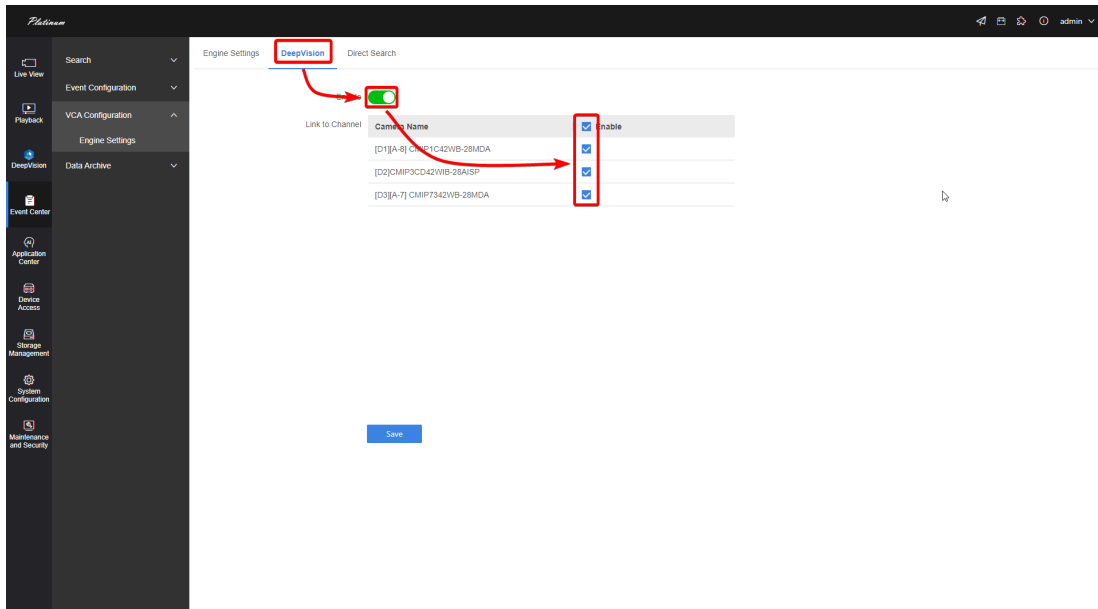 Platinum
admin
Live View
Playback
DeepVision
Event Center
Application
Center
Device
Access
Storage
Management
System
Configuration
Maintenance
and Security
Search
Event Configuration
VCA Configuration
Engine Settings
Data Archive
Engine Settings DeepVision Direct Search
Link to Channel
Camera Name Enable
[D1][A-8] CMIP1C42WB-28MDA
[D2]CMIP3CD42WIB-28AISP
[D3][A-7] CMIP7342WB-28MDA
Save